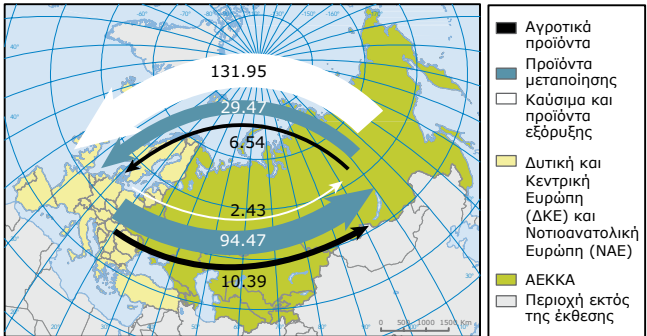 131.95
29.47
6.54
2.43
94.47
10.39
0 500 1000 1500 Km
Αγροτικά
προϊόντα
Προϊόντα
μεταποίησης
Καύσιμα και
προϊόντα
εξόρυξης
Δυτική και
Κεντρική
Ευρώπη
(ΔΚΕ) και
Νοτιοανατολική
Ευρώπη (ΝΑΕ)
ΑΕΚΚΑ
Περιοχή εκτός
της έκθεσης